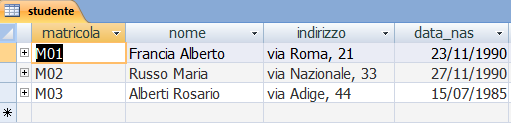 studente
matricola nome indirizzo data_nas
M01 Francia Alberto via Roma, 21 23/11/1990
M02 Russo Maria via Nazionale, 33 27/11/1990
M03 Alberti Rosario via Adige, 44 15/07/1985